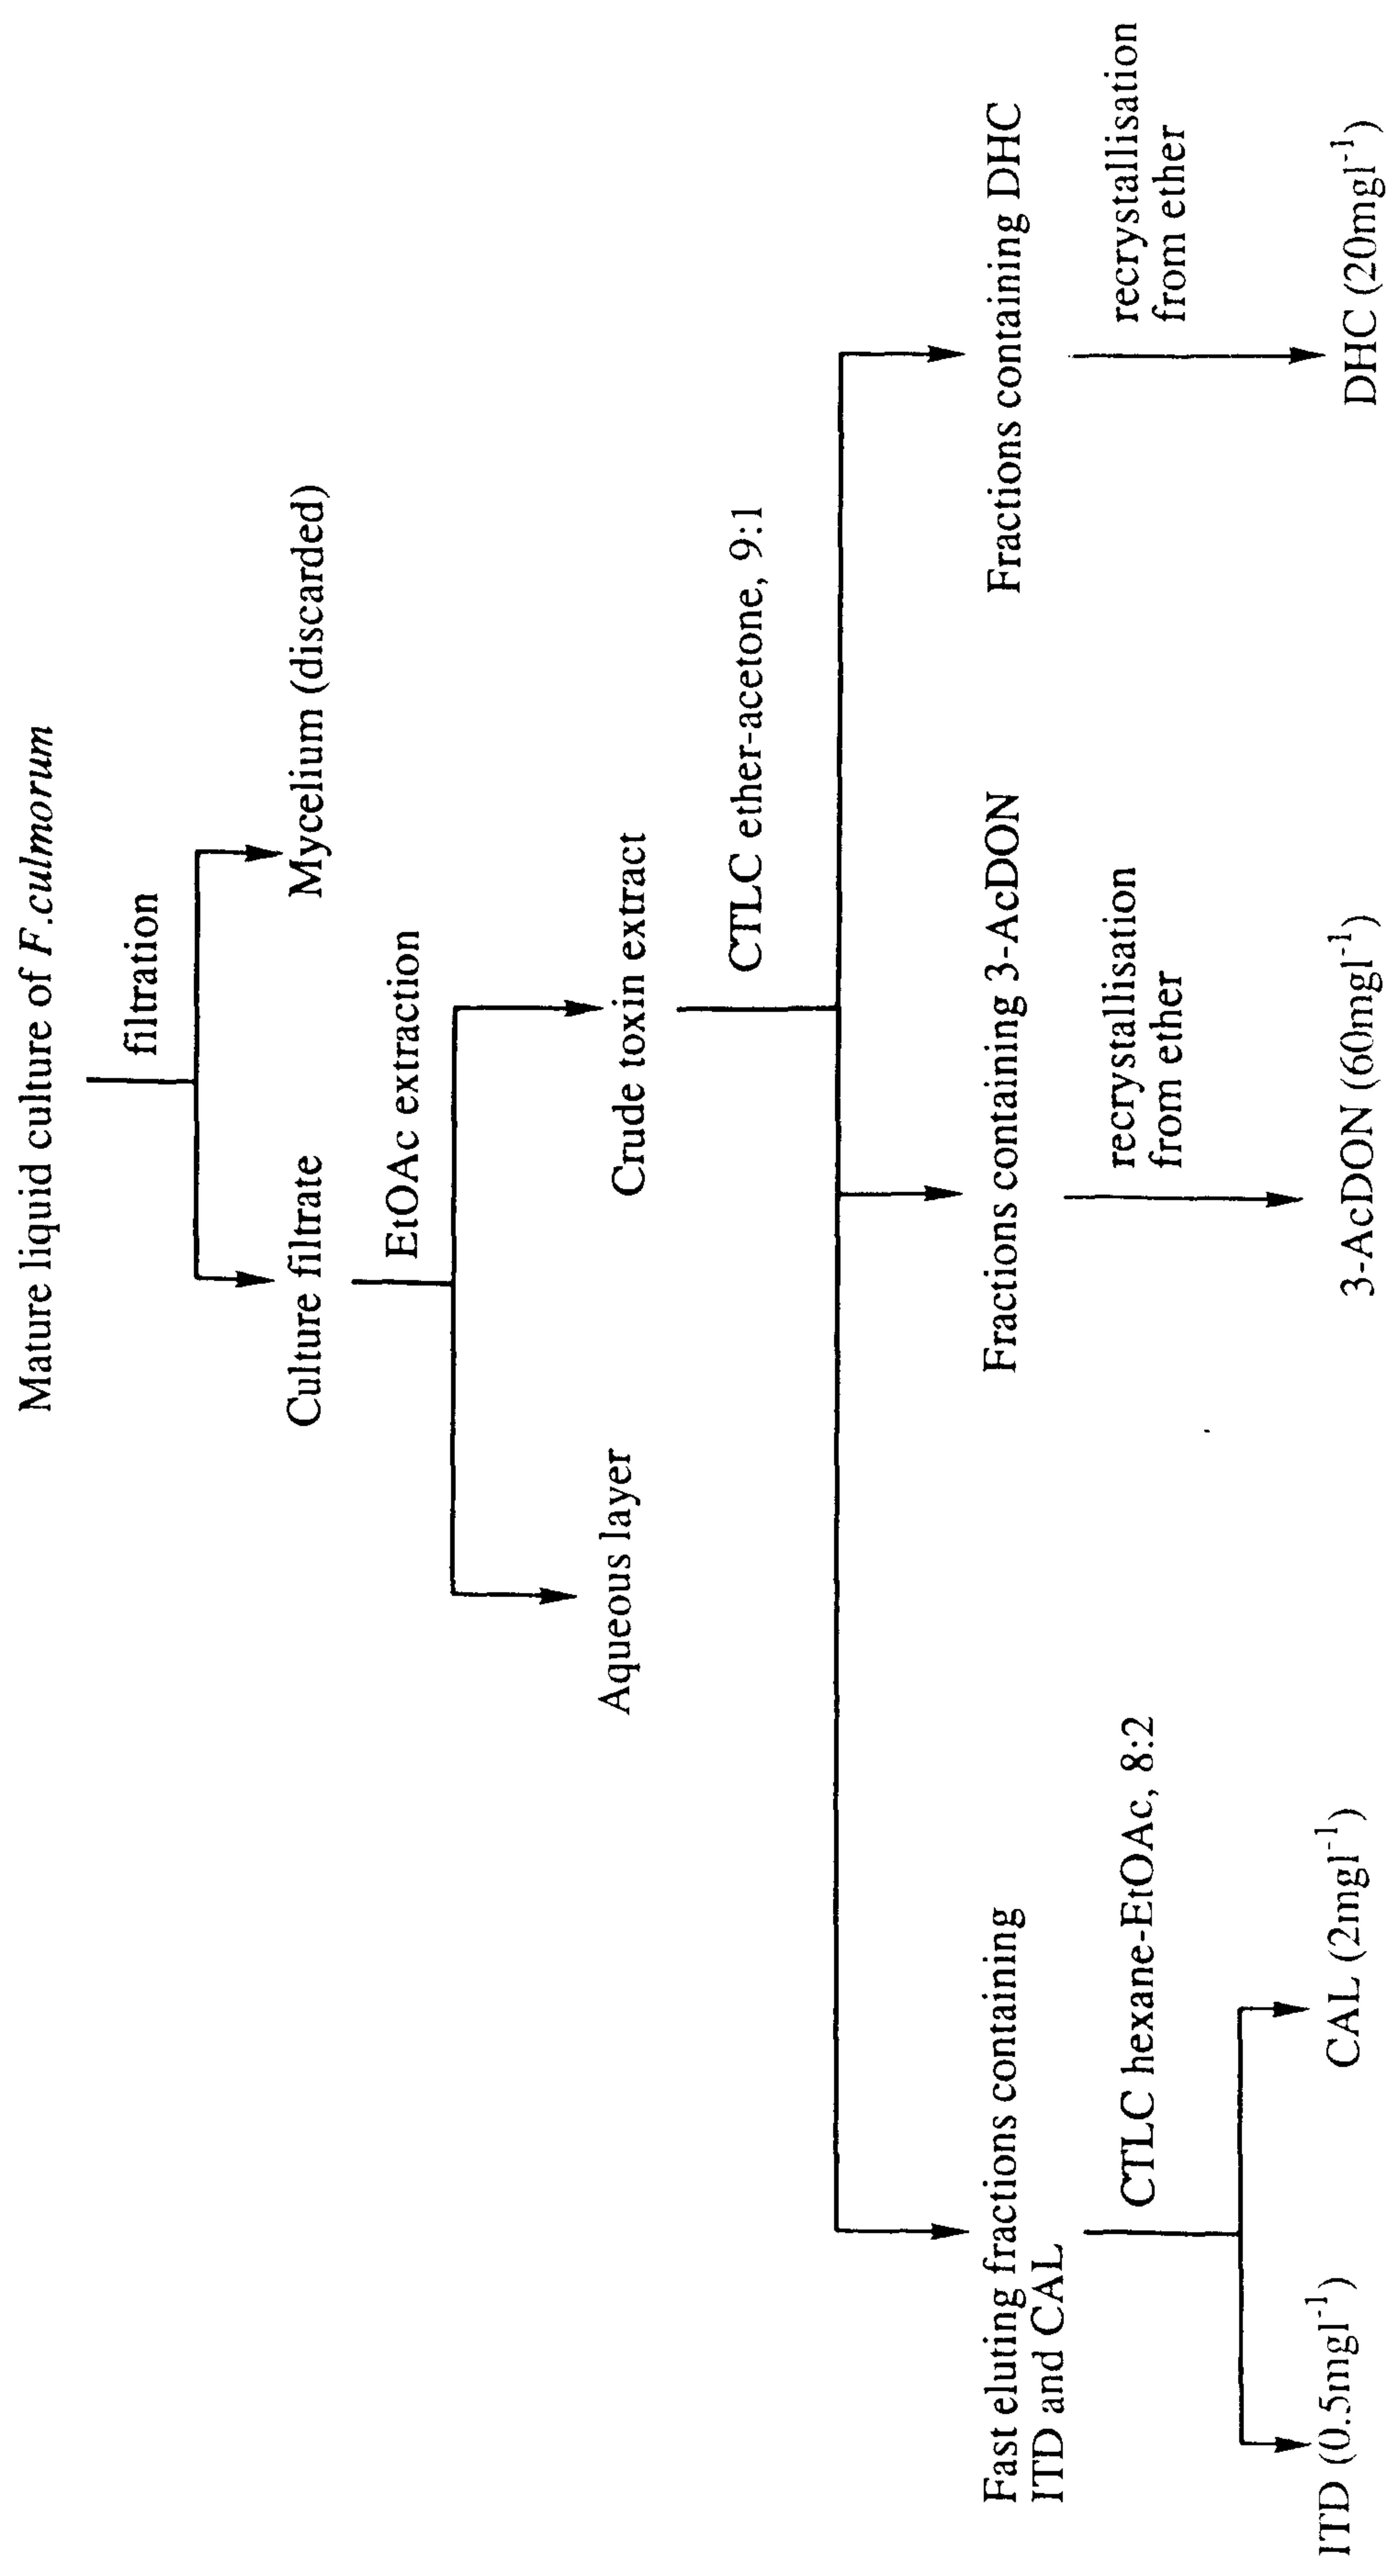 Mature liquid culture of F.culmorum
filtration
Culture filtrate
Mycelium (discarded)
EtOAc extraction
Aqueous layer
Crude toxin extract
CTLC ether-acetone, 9:1
Fast eluting fractions containing
ITD and CAL
Fractions containing 3-AcDON
Fractions containing DHC
CTLC hexane-EtOAc, 8:2
recrystallisation
from ether
recrystallisation
from ether
ITD (0.5mgl⁻¹)
CAL (2mgl⁻¹)
3-AcDON (60mgl⁻¹)
DHC (20mgl⁻¹)